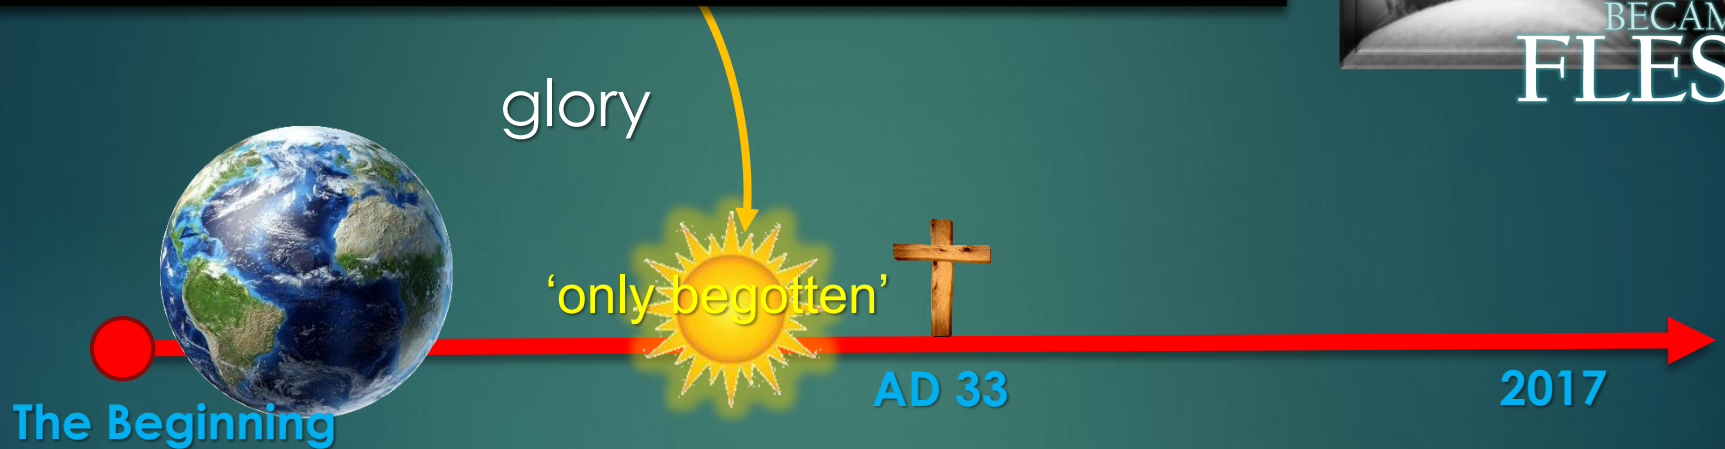 BECAM
FLES
glory
‘only begotten’
AD 33
2017
The Beginning